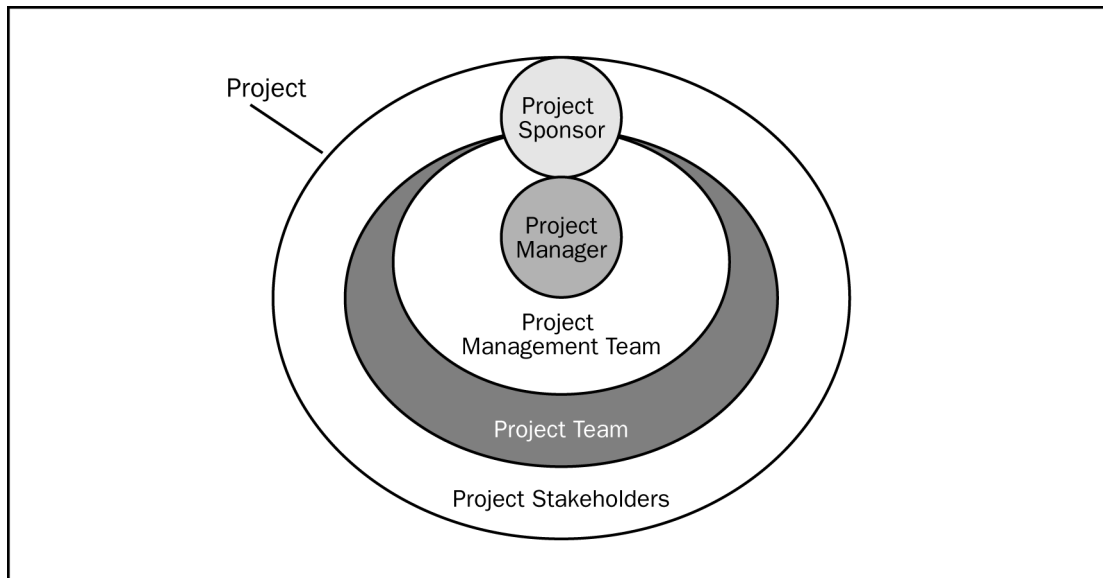 Project
Project
Sponsor
Project
Manager
Project
Management Team
Project Team
Project Stakeholders